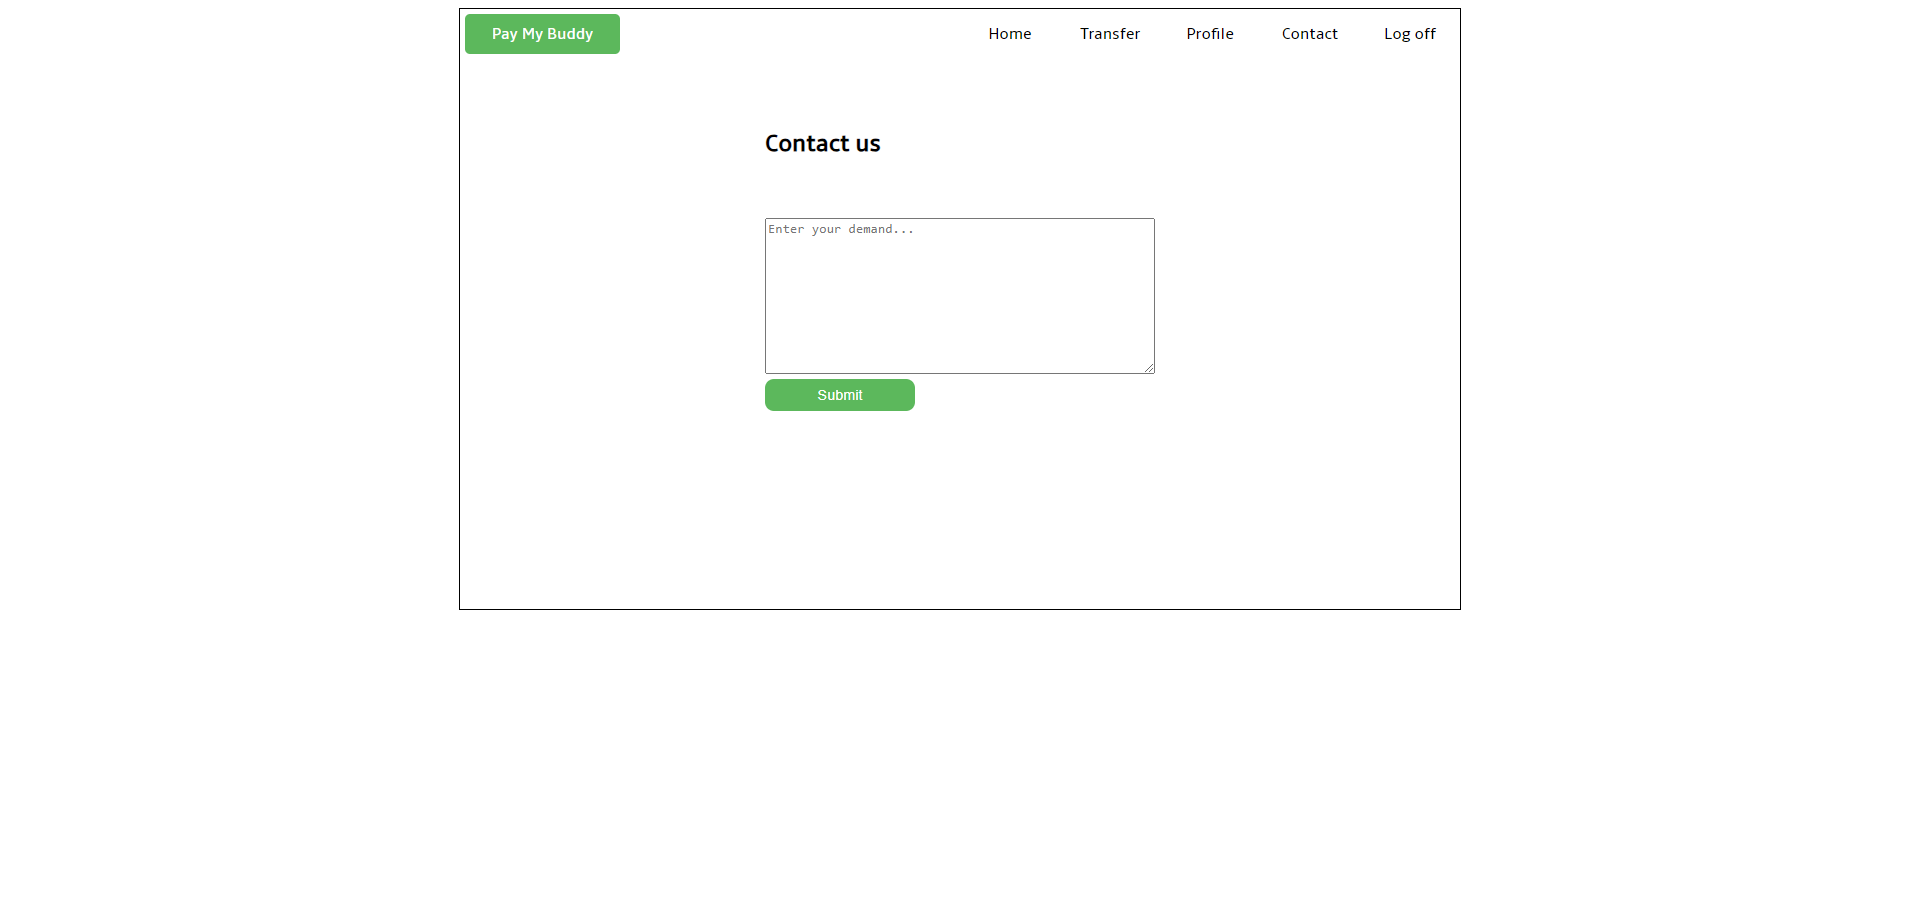 Pay My Buddy Home Transfer Profile Contact Log off
Contact us
Enter your demand...
Submit